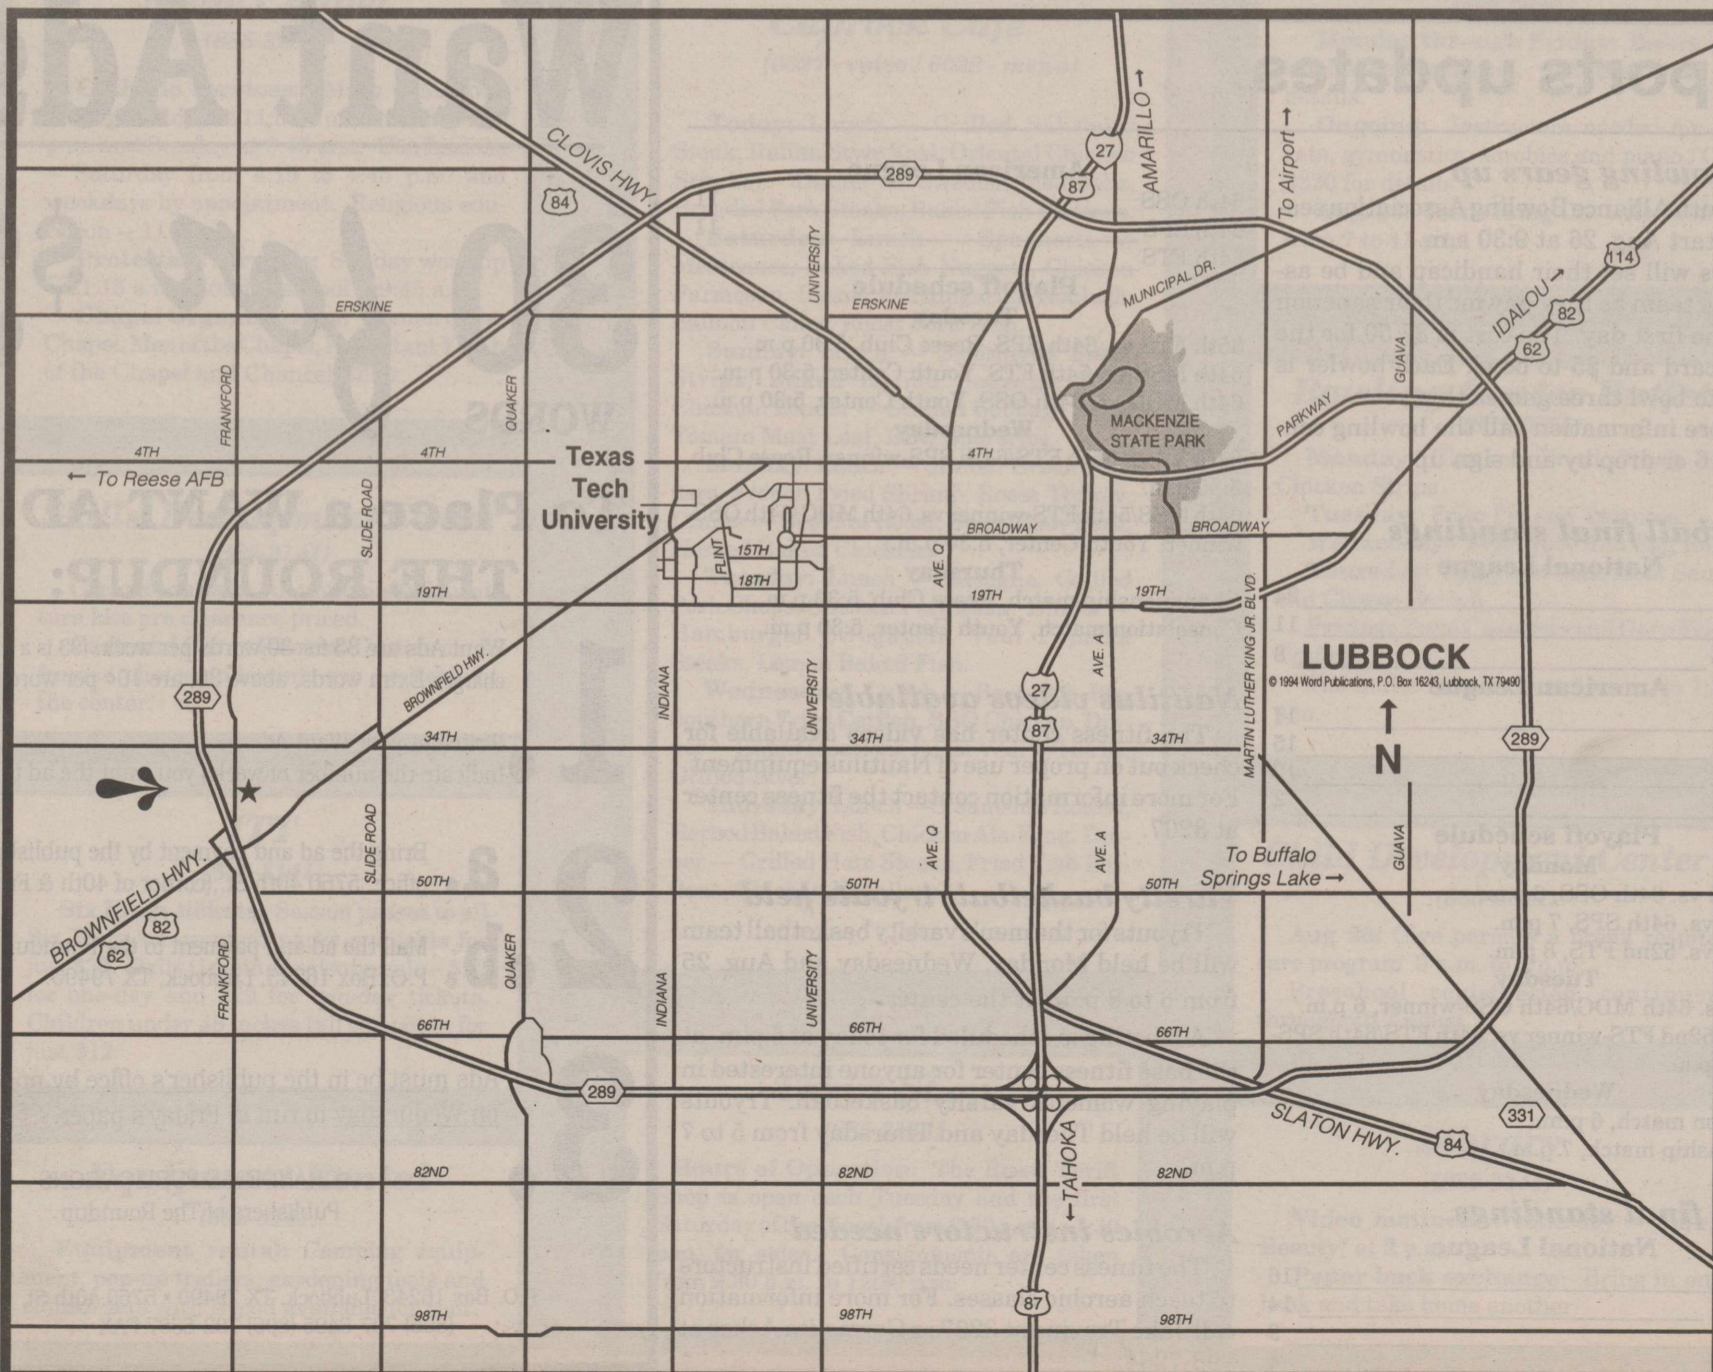 CLOVIS HWY.
84
289
27
87
AMARILLO →
To Airport →
UNIVERSITY
MUNICIPAL DR.
114
IDALOU →
82
62
ERSKINE
ERSKINE
GUAVA
FRANKFORD
QUAKER
MACKENZIE
STATE PARK
PARKWAY
4TH
4TH
4TH
← To Reese AFB
Texas
Tech
University
SLIDE ROAD
FLINT
15TH
18TH
BROADWAY
BROADWAY
AVE. Q
19TH
19TH
19TH
MARTIN LUTHER KING JR. BLVD.
AVE. A
LUBBOCK
© 1994 Word Publications, P.O. Box 16243, Lubbock, TX 79490
N
289
BROWNFIELD HWY.
INDIANA
UNIVERSITY
27
87
34TH
34TH
34TH
289
SLIDE ROAD
AVE. Q
AVE. A
GUAVA
To Buffalo
Springs Lake →
BROWNFIELD HWY.
50TH
50TH
50TH
82
62
FRANKFORD
QUAKER
INDIANA
UNIVERSITY
66TH
66TH
66TH
289
SLATON HWY.
331
84
82ND
82ND
82ND
← TAHOKA
87
98TH
98TH
98TH